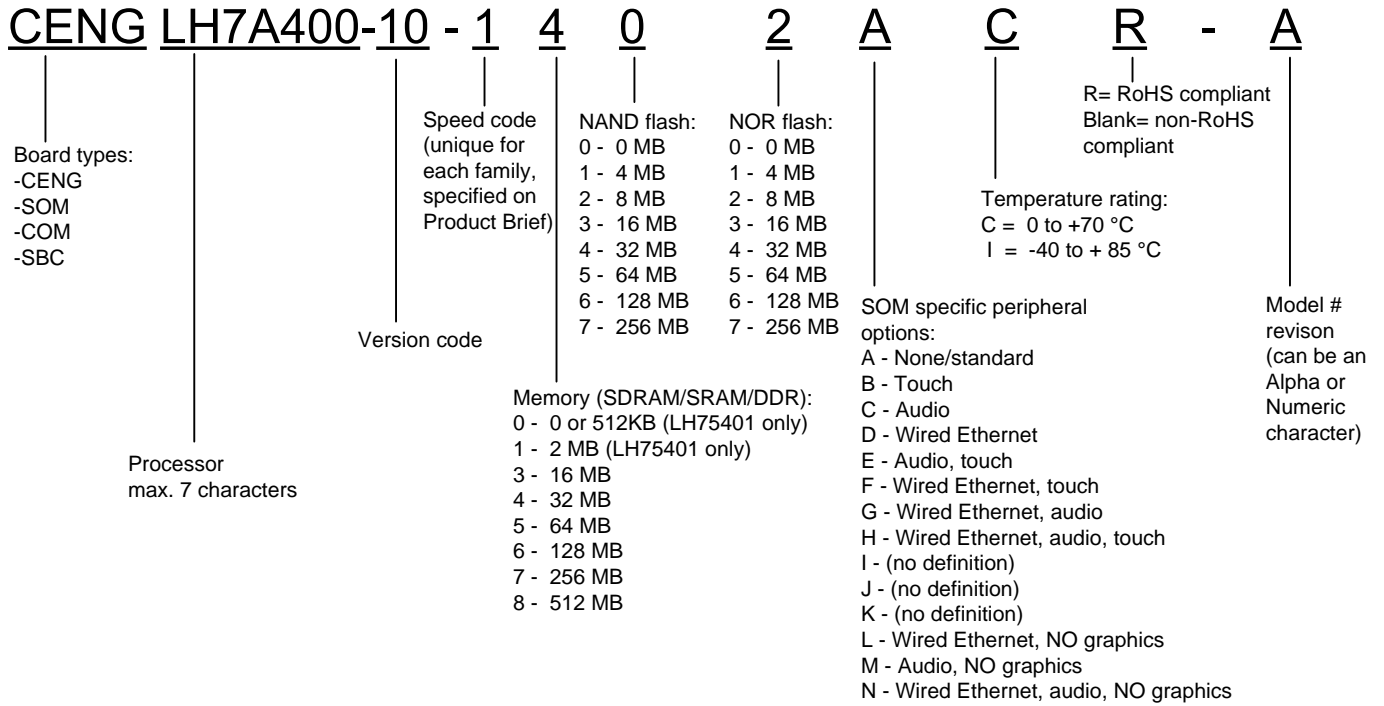 CENG LH7A400-10 - 1 4 0 2 A C R - A
Board types:
-CENG
-SOM
-COM
-SBC
Processor
max. 7 characters
Version code
Speed code
(unique for
each family,
specified on
Product Brief)
Memory (SDRAM/SRAM/DDR):
0 - 0 or 512KB (LH75401 only)
1 - 2 MB (LH75401 only)
3 - 16 MB
4 - 32 MB
5 - 64 MB
6 - 128 MB
7 - 256 MB
8 - 512 MB
NAND flash:
0 - 0 MB
1 - 4 MB
2 - 8 MB
3 - 16 MB
4 - 32 MB
5 - 64 MB
6 - 128 MB
7 - 256 MB
NOR flash:
0 - 0 MB
1 - 4 MB
2 - 8 MB
3 - 16 MB
4 - 32 MB
5 - 64 MB
6 - 128 MB
7 - 256 MB
SOM specific peripheral
options:
A - None/standard
B - Touch
C - Audio
D - Wired Ethernet
E - Audio, touch
F - Wired Ethernet, touch
G - Wired Ethernet, audio
H - Wired Ethernet, audio, touch
I - (no definition)
J - (no definition)
K - (no definition)
L - Wired Ethernet, NO graphics
M - Audio, NO graphics
N - Wired Ethernet, audio, NO graphics
Temperature rating:
C = 0 to +70 °C
I = -40 to + 85 °C
R= RoHS compliant
Blank= non-RoHS
compliant
Model #
revison
(can be an
Alpha or
Numeric
character)